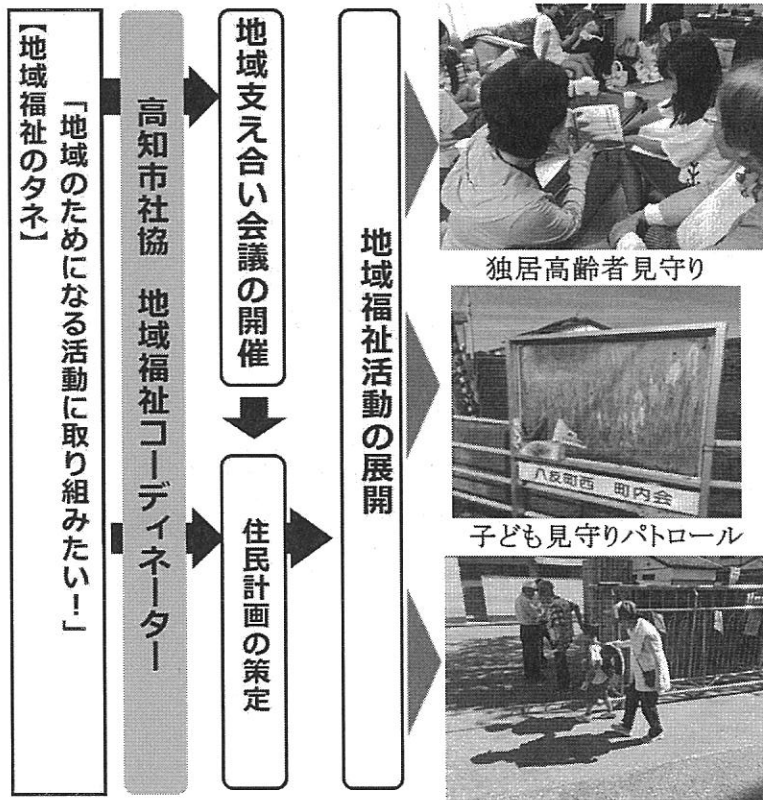 【地域福祉のタネ】
「地域のためになる活動に取り組みたい！」
高知市社協 地域福祉コーディネーター
地域支え合い会議の開催
住民計画の策定
地域福祉活動の展開
独居高齢者見守り
八反町西 町内会
子ども見守りパトロール